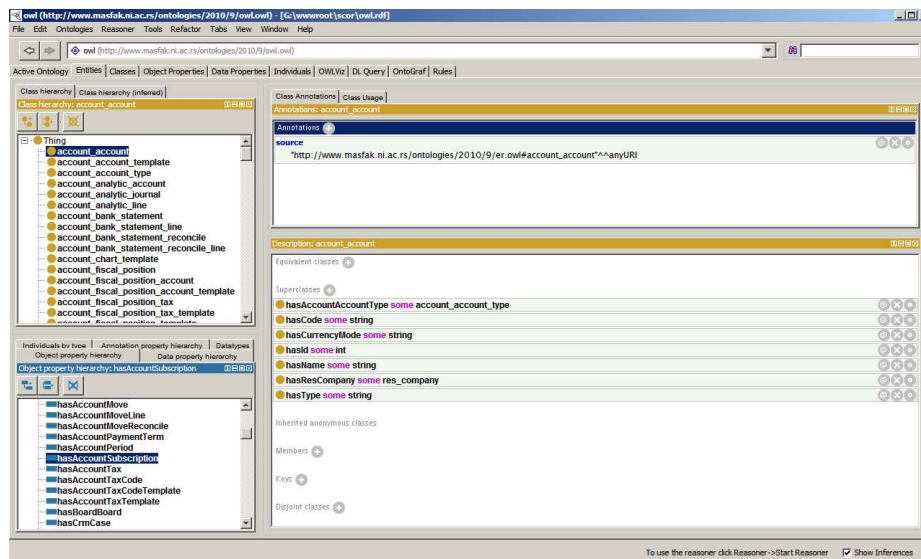 owl (http://www.masfak.ni.ac.rs/ontologies/2010/9/owl.owl) - [G:\wwwroot\scor\owl.rdf]
File Edit Ontologies Reasoner Tools Refactor Tabs View Window Help
owl (http://www.masfak.ni.ac.rs/ontologies/2010/9/owl.owl)
Active Ontology Entities Classes Object Properties Data Properties Individuals OWLViz DL Query OntoGraf Rules
Class hierarchy Class hierarchy (inferred)
Class hierarchy: account_account
Thing
account_account
account_account_template
account_account_type
account_analytic_account
account_analytic_journal
account_analytic_line
account_bank_statement
account_bank_statement_line
account_bank_statement_reconcile
account_bank_statement_reconcile_line
account_chart_template
account_fiscal_position
account_fiscal_position_account
account_fiscal_position_account_template
account_fiscal_position_tax
account_fiscal_position_tax_template
account_fiscal_position_template
Individuals by type Annotation property hierarchy Datatypes
Object property hierarchy Data property hierarchy
Object property hierarchy: hasAccountSubscription
hasAccountMove
hasAccountMoveLine
hasAccountMoveReconcile
hasAccountPaymentTerm
hasAccountPeriod
hasAccountSubscription
hasAccountTax
hasAccountTaxCode
hasAccountTaxCodeTemplate
hasAccountTaxTemplate
hasBoardBoard
hasCrmCase
Class Annotations Class Usage
Annotations: account_account
Annotations
source
"http://www.masfak.ni.ac.rs/ontologies/2010/9/er.owl#account_account"^^anyURI
Description: account_account
Equivalent classes
Superclasses
hasAccountAccountType some account_account_type
hasCode some string
hasCurrencyMode some string
hasId some int
hasName some string
hasResCompany some res_company
hasType some string
Inherited anonymous classes
Members
Keys
Disjoint classes
To use the reasoner click Reasoner->Start Reasoner Show Inferences